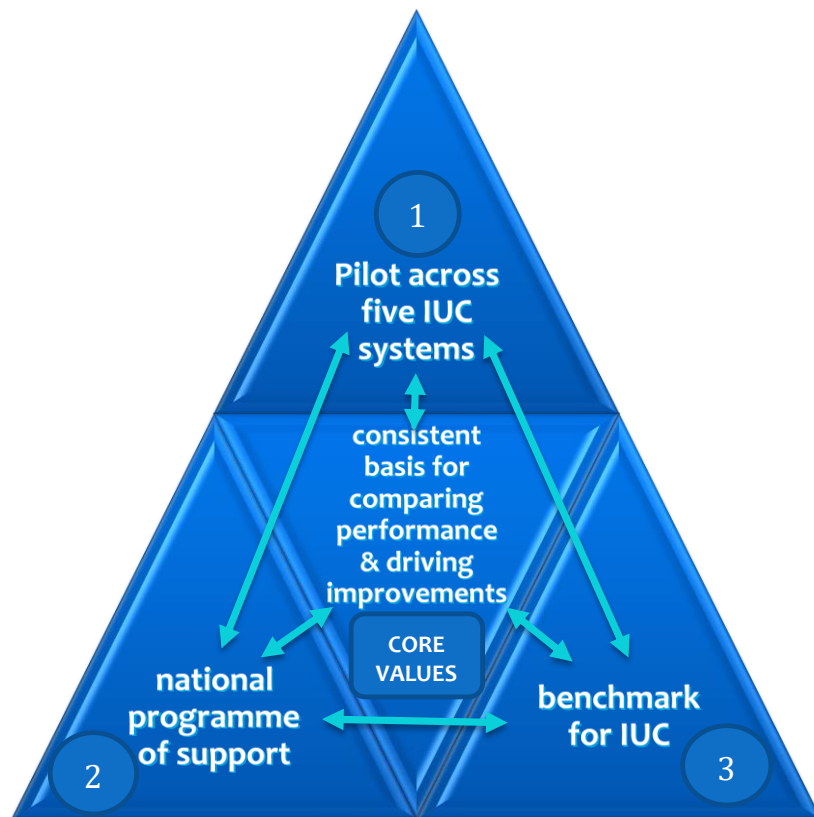 1
Pilot across
five IUC
systems
consistent
basis for
comparing
performance
& driving
improvements
CORE
VALUES
national
programme
of support
2
benchmark
for IUC
3